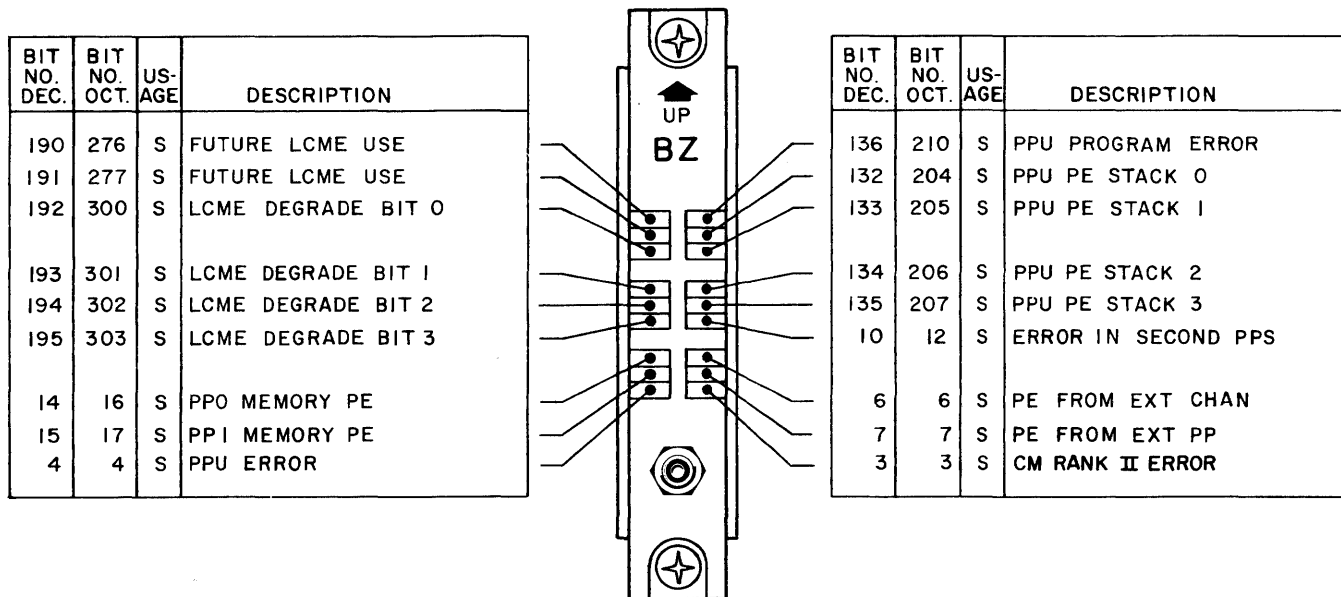 BIT NO. DEC. BIT NO. OCT. US-AGE DESCRIPTION
190 276 S FUTURE LCME USE
191 277 S FUTURE LCME USE
192 300 S LCME DEGRADE BIT 0
193 301 S LCME DEGRADE BIT 1
194 302 S LCME DEGRADE BIT 2
195 303 S LCME DEGRADE BIT 3
14 16 S PP0 MEMORY PE
15 17 S PP1 MEMORY PE
4 4 S PPU ERROR
UP
BZ
BIT NO. DEC. BIT NO. OCT. US-AGE DESCRIPTION
136 210 S PPU PROGRAM ERROR
132 204 S PPU PE STACK 0
133 205 S PPU PE STACK 1
134 206 S PPU PE STACK 2
135 207 S PPU PE STACK 3
10 12 S ERROR IN SECOND PPS
6 6 S PE FROM EXT CHAN
7 7 S PE FROM EXT PP
3 3 S CM RANK II ERROR